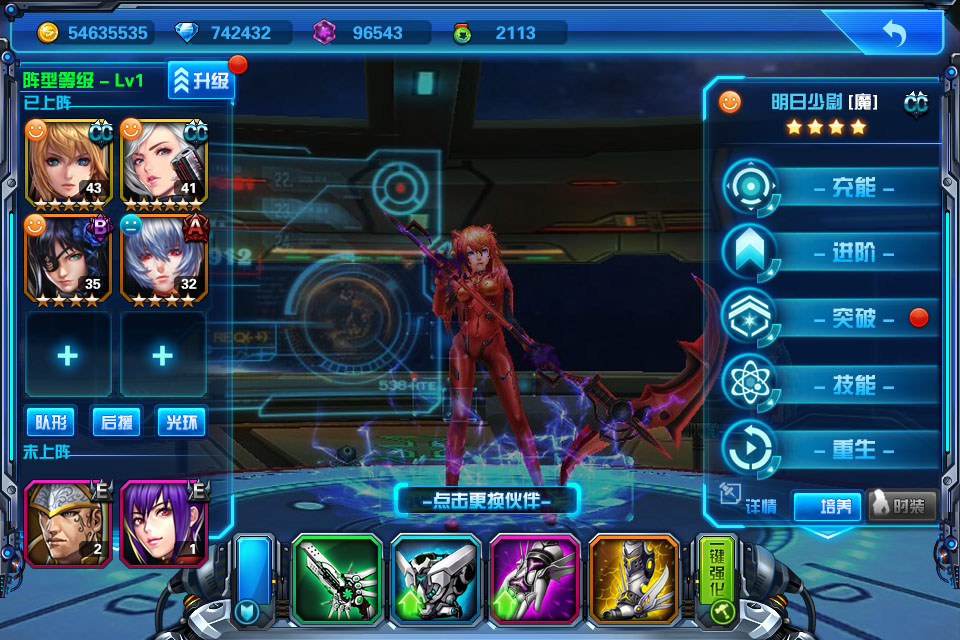 54635535
742432
96543
2113
阵型等级 - Lv1
升级
已上阵
CC
43
CC
41
B
35
A
32
+
+
队形
后援
光环
未上阵
E
2
E
1
22
912
点击更换伙伴
明日少尉 [魔]
CC
- 充能 -
- 进阶 -
- 突破 -
- 技能 -
- 重生 -
详情
培养
时装
一键强化